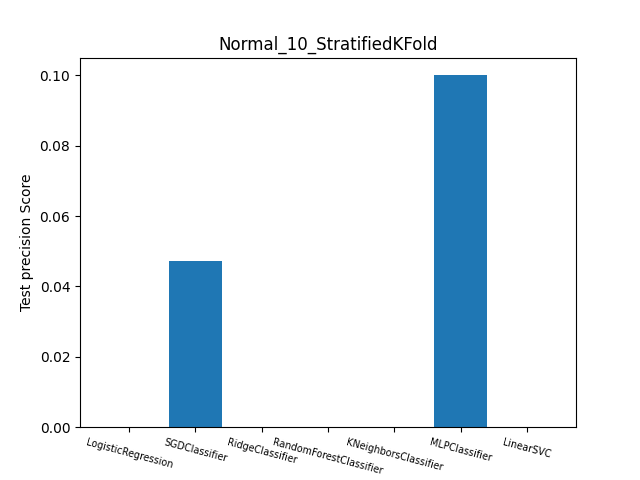 Normal_10_StratifiedKFold
Test precision Score
0.10
0.08
0.06
0.04
0.02
0.00
LogisticRegression
SGDClassifier
RidgeClassifier
RandomForestClassifier
KNeighborsClassifier
MLPClassifier
LinearSVC